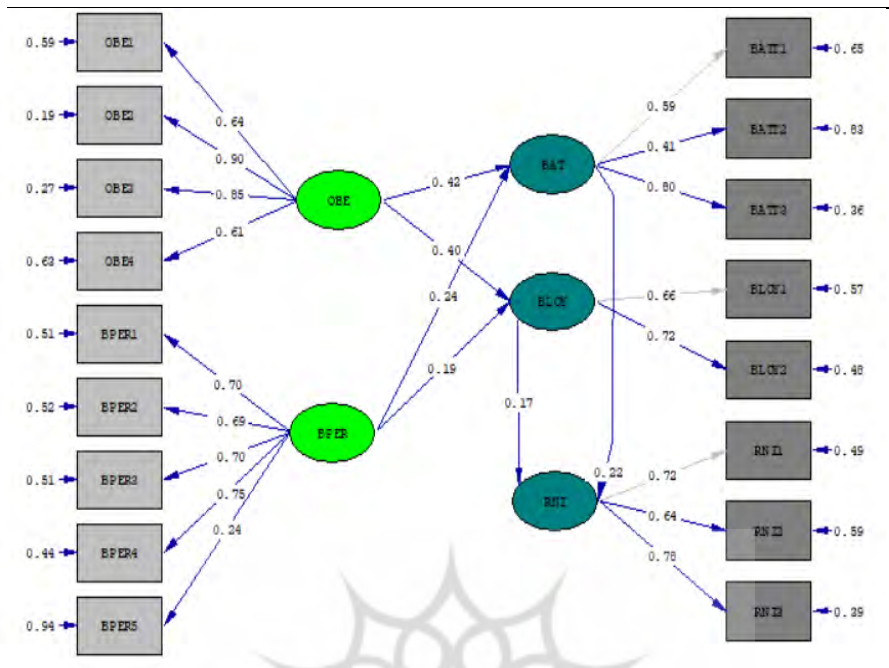 0.59 OBE1
0.19 OBE2
0.27 OBE3
0.63 OBE4
0.51 BPER1
0.52 BPER2
0.51 BPER3
0.44 BPER4
0.94 BPER5
0.64
0.90
0.85
0.61
0.70
0.69
0.70
0.75
0.24
OBE
BPER
0.42
0.40
0.24
0.19
BAT
BLOY
RNI
0.17
0.22
0.59
0.41
0.80
0.66
0.72
0.72
0.64
0.78
BATT1 0.65
BATT2 0.83
BATT3 0.36
BLOY1 0.57
BLOY2 0.48
RNI1 0.49
RNI2 0.59
RNI3 0.39